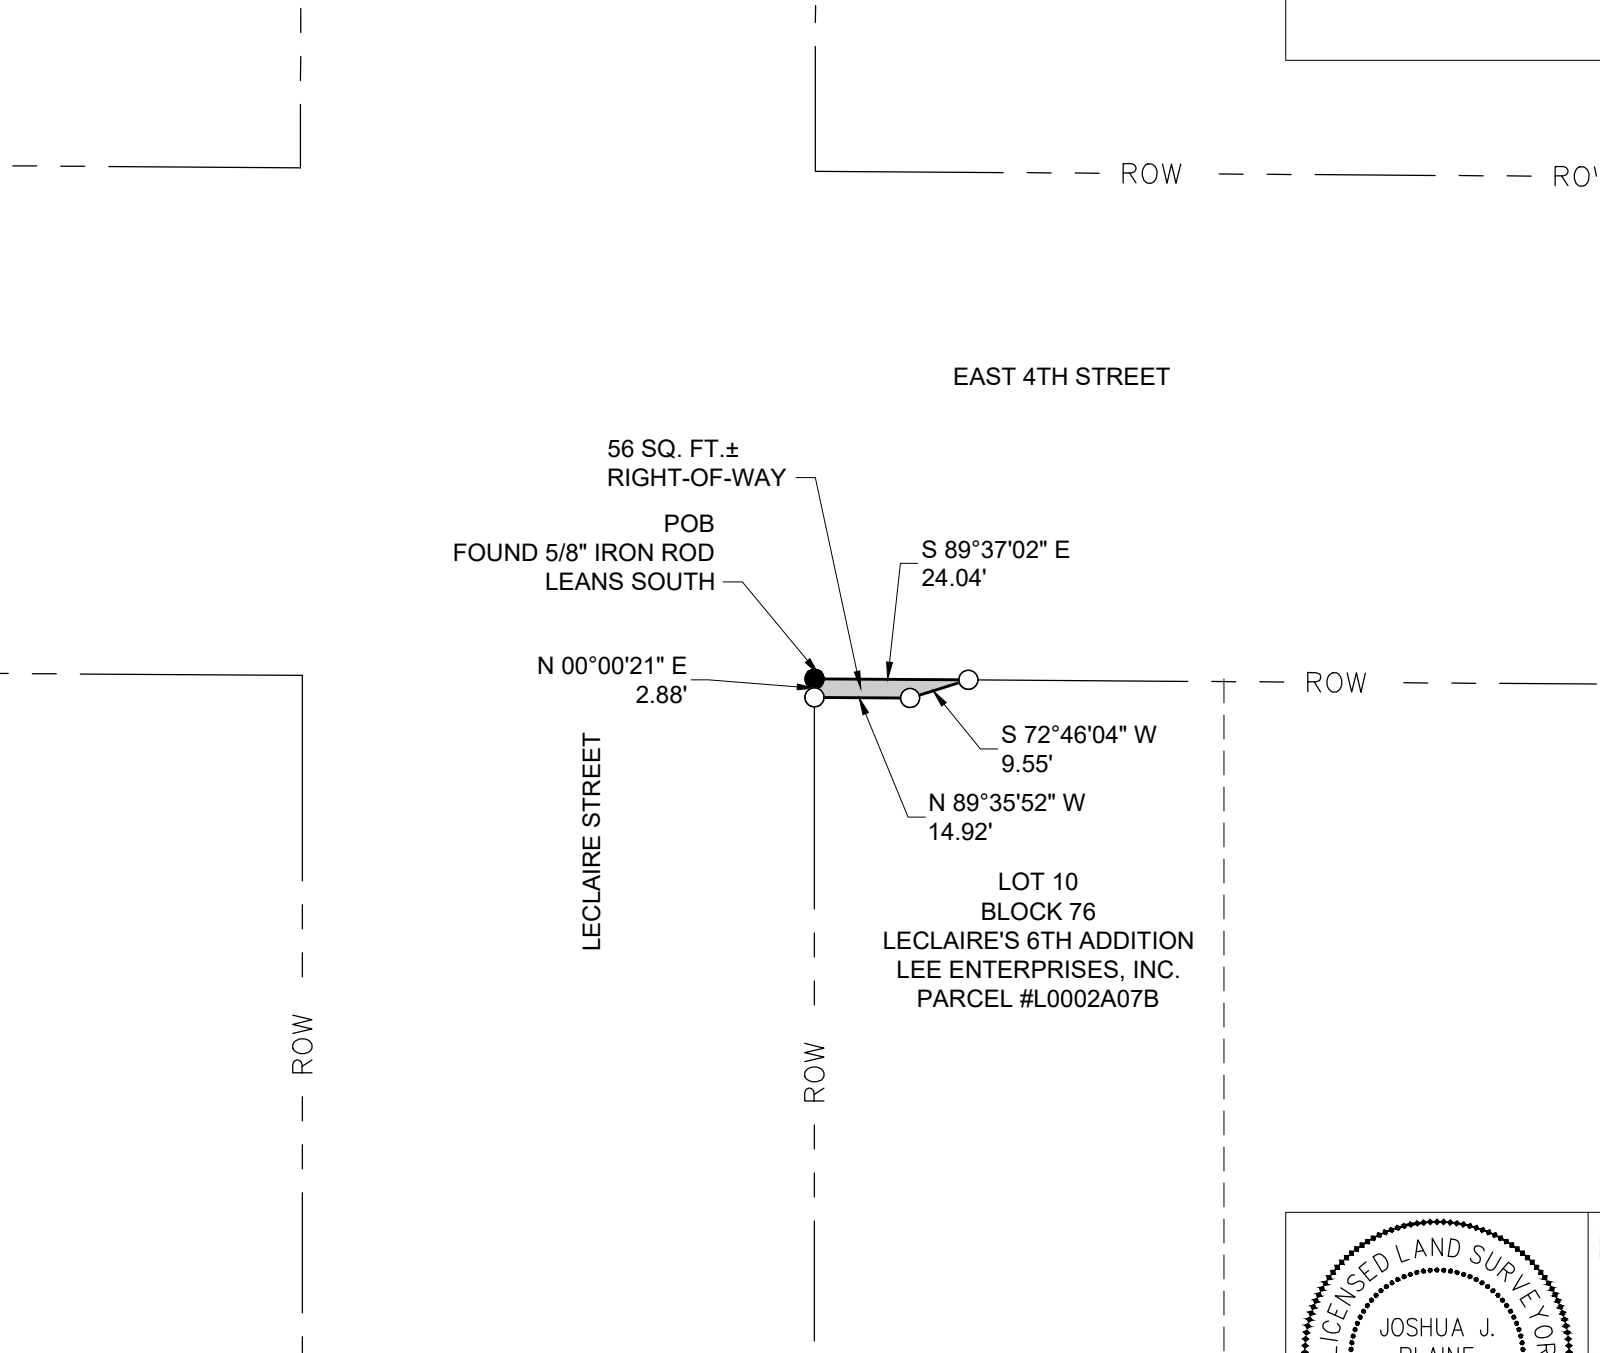 ROW
EAST 4TH STREET
56 SQ. FT.±
RIGHT-OF-WAY
POB
FOUND 5/8" IRON ROD
LEANS SOUTH
S 89°37'02" E
24.04'
N 00°00'21" E
2.88'
ROW
S 72°46'04" W
9.55'
N 89°35'52" W
14.92'
LECLAIRE STREET
LOT 10
BLOCK 76
LECLAIRE'S 6TH ADDITION
LEE ENTERPRISES, INC.
PARCEL #L0002A07B
ROW
ROW
LICENSED LAND SURVEYOR
JOSHUA J.